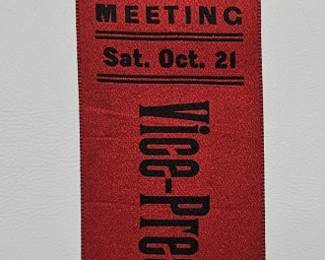 MEETING
Sat. Oct. 21
Vice-Pre